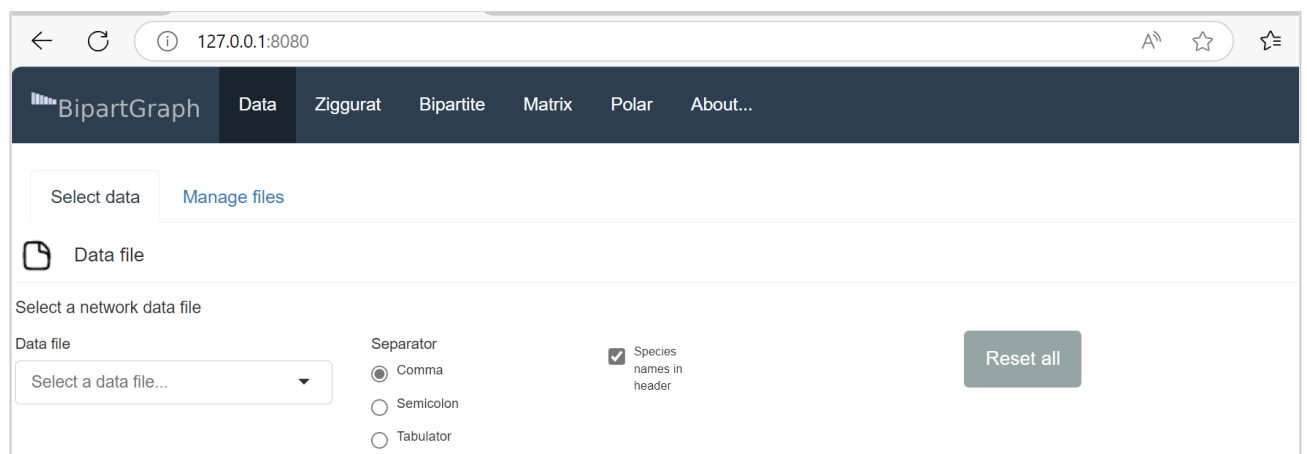 127.0.0.1:8080
BipartGraph Data Ziggurat Bipartite Matrix Polar About...
Select data Manage files
Data file
Select a network data file
Data file Separator
Species
Comma
names in
Reset all
Select a data file...
header
Semicolon
Tabulator